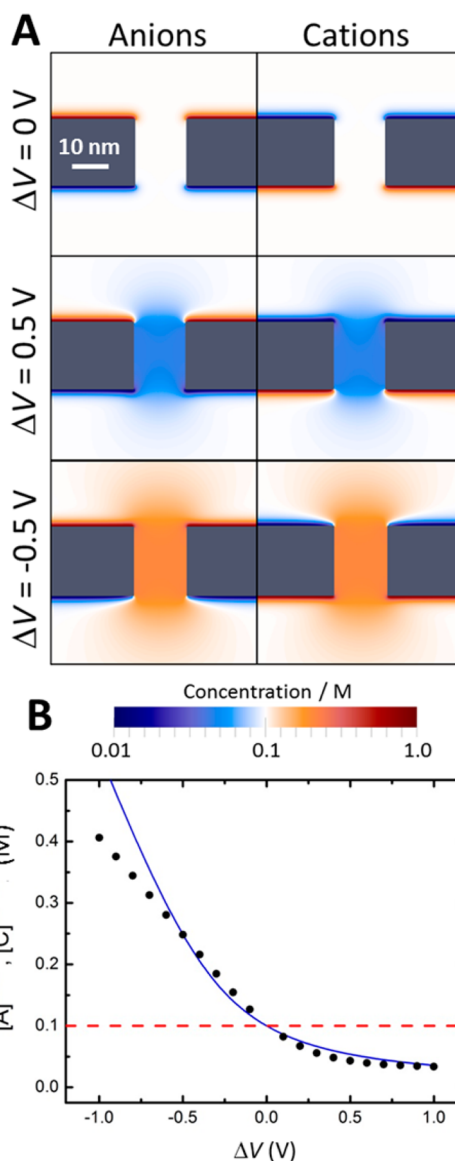 A
Anions Cations
ΔV = 0 V
10 nm
ΔV = 0.5 V
ΔV = -0.5 V
Concentration / M
0.01 0.1 1.0
B
0.5
0.4
0.3
0.2
0.1
0.0
[A] , [C]
-1.0 -0.5 0.0 0.5 1.0
ΔV (V)